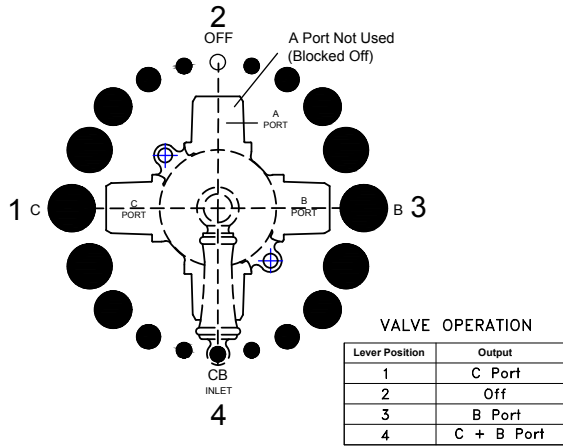 2
OFF
A Port Not Used
(Blocked Off)
A
PORT
1 C
C
PORT
B
PORT
B 3
CB
INLET
4
VALVE OPERATION
Lever Position Output
1 C Port
2 Off
3 B Port
4 C + B Port